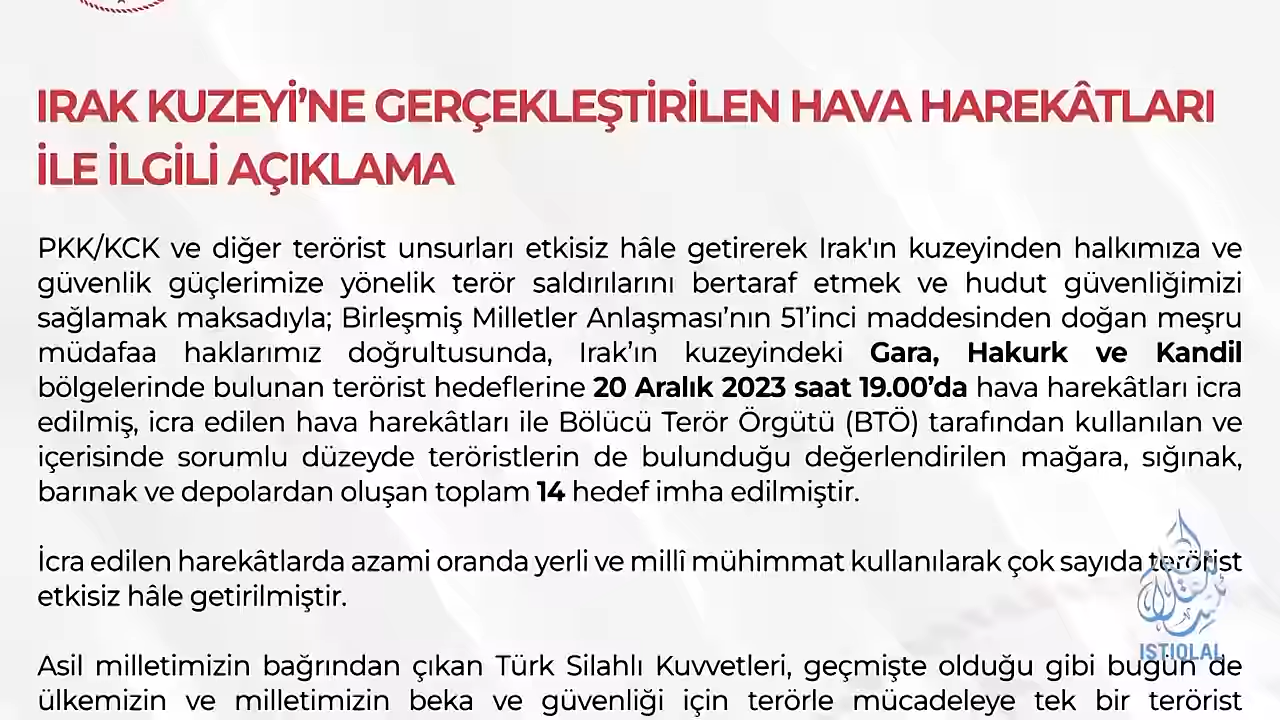 IRAK KUZEYİ’NE GERÇEKLEŞTİRİLEN HAVA HAREKÂTLARI
İLE İLGİLİ AÇIKLAMA
PKK/KCK ve diğer terörist unsurları etkisiz hâle getirerek Irak'ın kuzeyinden halkımıza ve
güvenlik güçlerimize yönelik terör saldırılarını bertaraf etmek ve hudut güvenliğimizi
sağlamak maksadıyla; Birleşmiş Milletler Anlaşması’nın 51’inci maddesinden doğan meşru
müdafaa haklarımız doğrultusunda, Irak’ın kuzeyindeki Gara, Hakurk ve Kandil
bölgelerinde bulunan terörist hedeflerine 20 Aralık 2023 saat 19.00’da hava harekâtları icra
edilmiş, icra edilen hava harekâtları ile Bölücü Terör Örgütü (BTÖ) tarafından kullanılan ve
içerisinde sorumlu düzeyde teröristlerin de bulunduğu değerlendirilen mağara, sığınak,
barınak ve depolardan oluşan toplam 14 hedef imha edilmiştir.
İcra edilen harekâtlarda azami oranda yerli ve millî mühimmat kullanılarak çok sayıda terörist
etkisiz hâle getirilmiştir.
Asil milletimizin bağrından çıkan Türk Silahlı Kuvvetleri, geçmişte olduğu gibi bugün de
ülkemizin ve milletimizin beka ve güvenliği için terörle mücadeleye tek bir terörist
ISTIQLAL